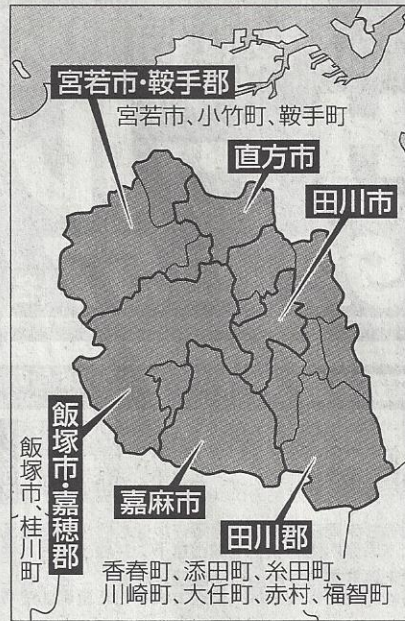 宮若市・鞍手郡
宮若市、小竹町、鞍手町
直方市
田川市
飯塚市・嘉穂郡
飯塚市、桂川町
嘉麻市
田川郡
香春町、添田町、糸田町、
川崎町、大任町、赤村、福智町